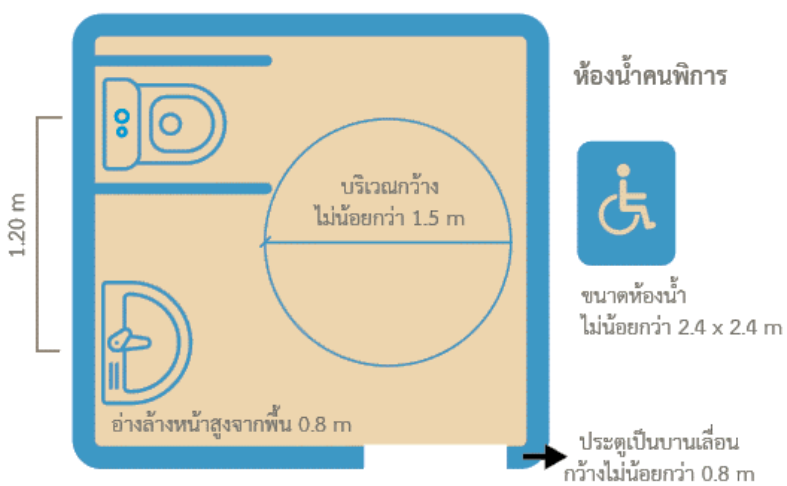 ห้องน้ำคนพิการ
บริเวณกว้าง
ไม่น้อยกว่า 1.5 m
1.20 m
ขนาดห้องน้ำ
ไม่น้อยกว่า 2.4 x 2.4 m
อ่างล้างหน้าสูงจากพื้น 0.8 m
ประตูเป็นบานเลื่อน
กว้างไม่น้อยกว่า 0.8 m